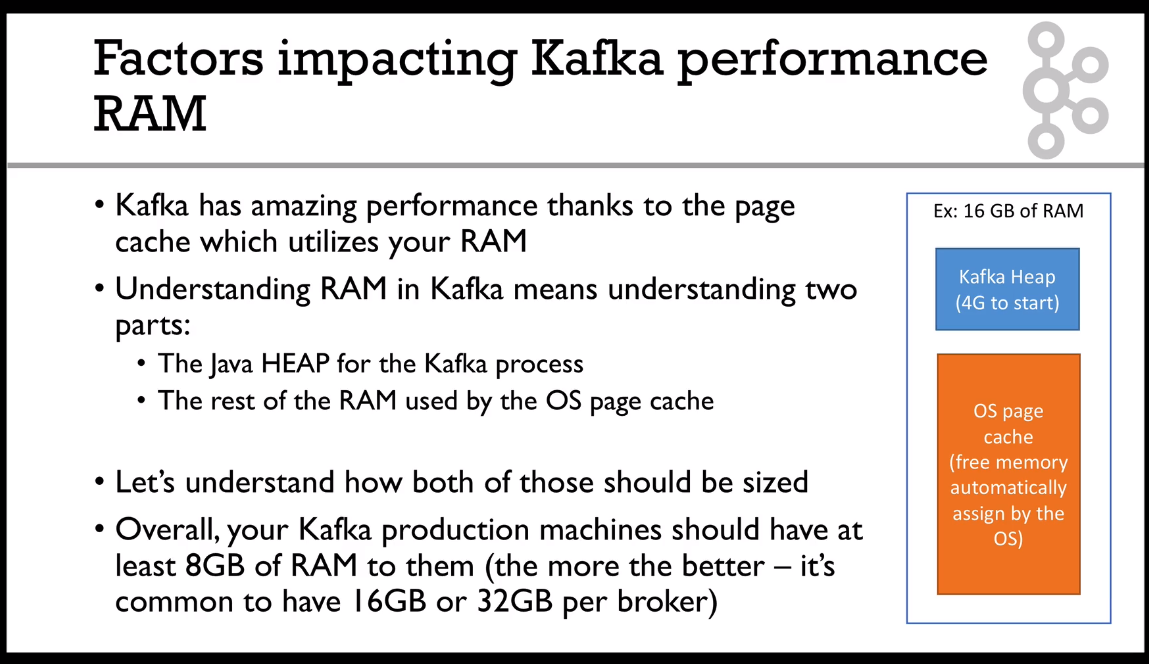 Factors impacting Kafka performance
RAM
• Kafka has amazing performance thanks to the page
cache which utilizes your RAM
• Understanding RAM in Kafka means understanding two
parts:
• The Java HEAP for the Kafka process
• The rest of the RAM used by the OS page cache
• Let's understand how both of those should be sized
• Overall, your Kafka production machines should have at
least 8GB of RAM to them (the more the better – it's
common to have 16GB or 32GB per broker)
Ex: 16 GB of RAM
Kafka Heap
(4G to start)
OS page
cache
(free memory
automatically
assign by the
OS)